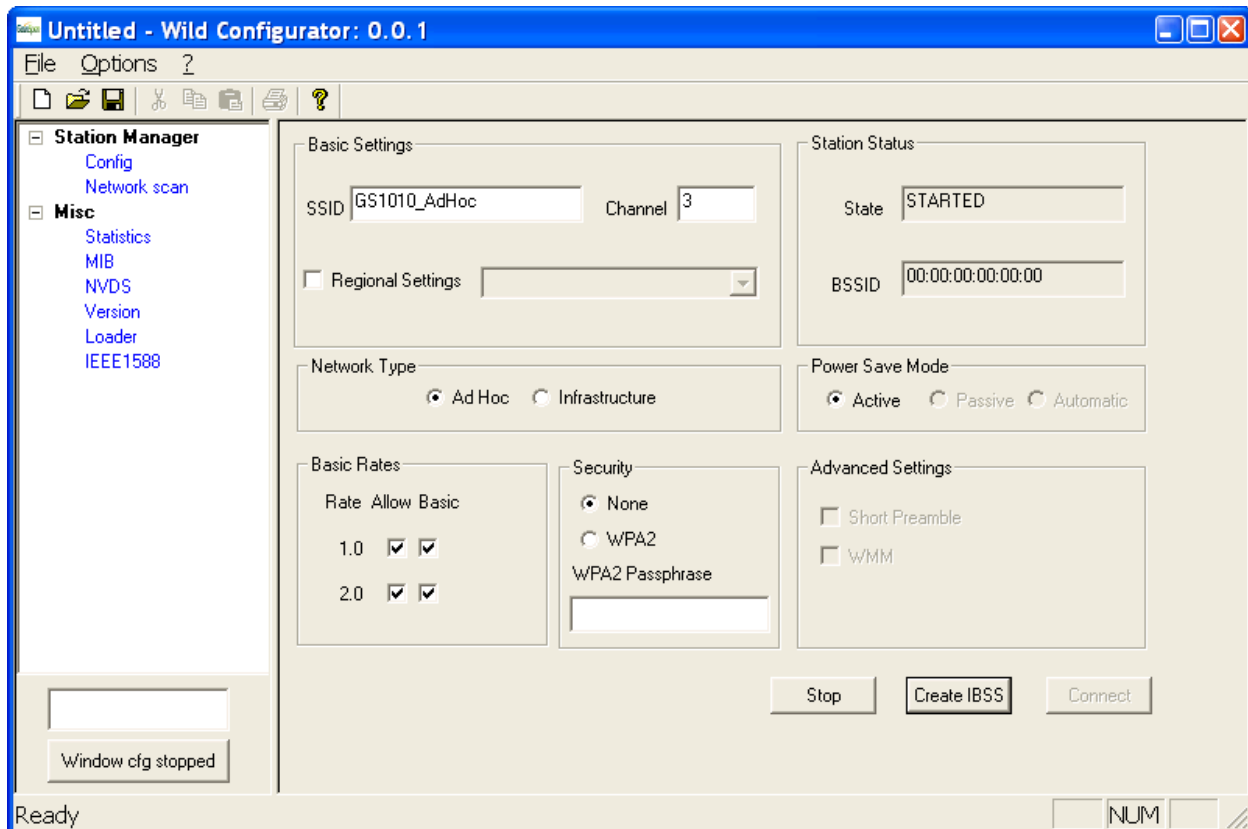 Untitled - Wild Configurator: 0.0.1
File Options ?
Station Manager
Config
Network scan
Misc
Statistics
MIB
NVDS
Version
Loader
IEEE1588
Window cfg stopped
Basic Settings
SSID GS1010_AdHoc Channel 3
Regional Settings
Station Status
State STARTED
BSSID 00:00:00:00:00:00
Network Type
Ad Hoc Infrastructure
Power Save Mode
Active Passive Automatic
Basic Rates
Rate Allow Basic
1.0
2.0
Security
None
WPA2
WPA2 Passphrase
Advanced Settings
Short Preamble
WMM
Stop Create IBSS Connect
Ready NUM